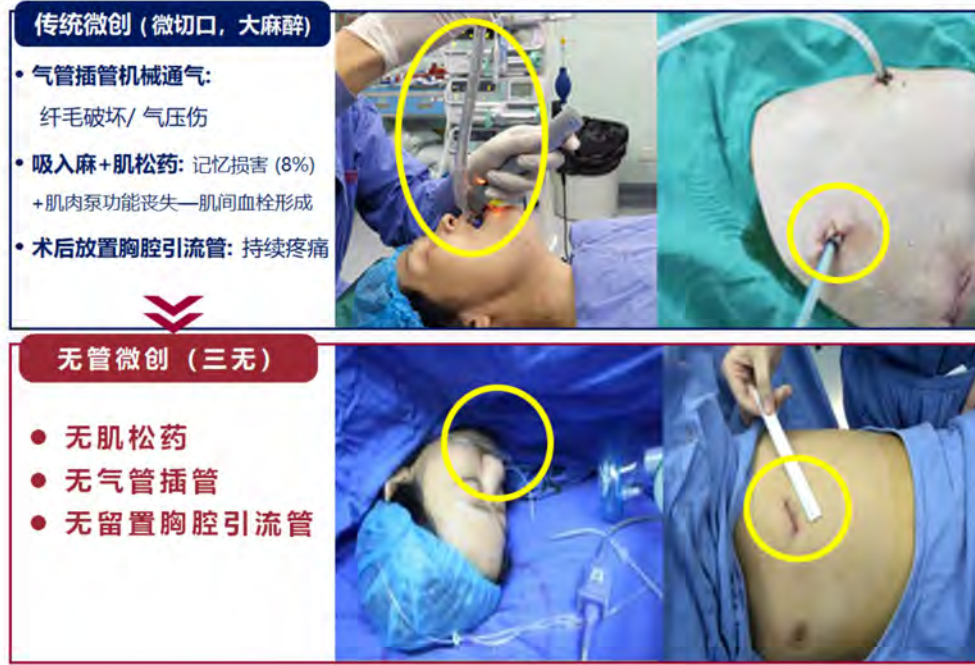 传统微创 (微切口，大麻醉)
• 气管插管机械通气:
纤毛破坏/ 气压伤
• 吸入麻+肌松药: 记忆损害 (8%)
+肌肉泵功能丧失—肌间血栓形成
• 术后放置胸腔引流管: 持续疼痛
无管微创（三无）
• 无肌松药
• 无气管插管
• 无留置胸腔引流管